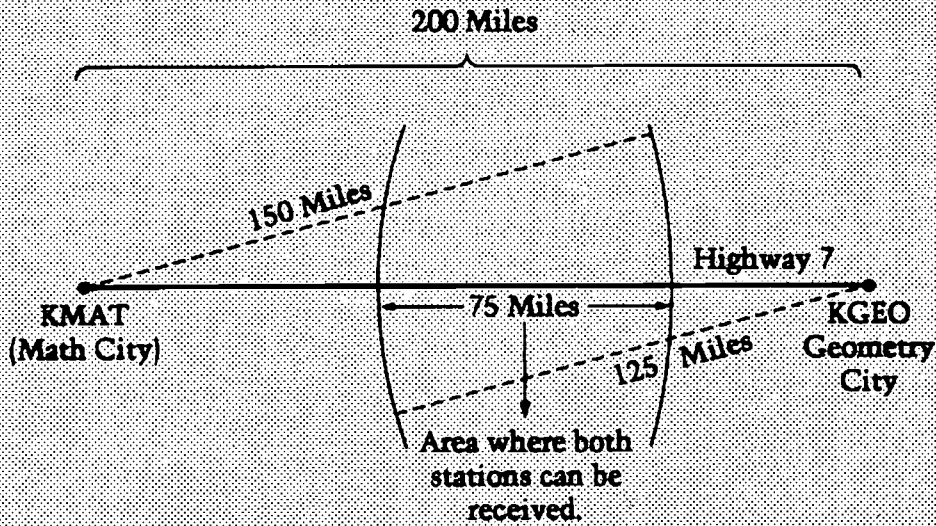 200 Miles
150 Miles
Highway 7
75 Miles
KMAT
(Math City)
KGEO
Geometry
City
125 Miles
Area where both
stations can be
received.